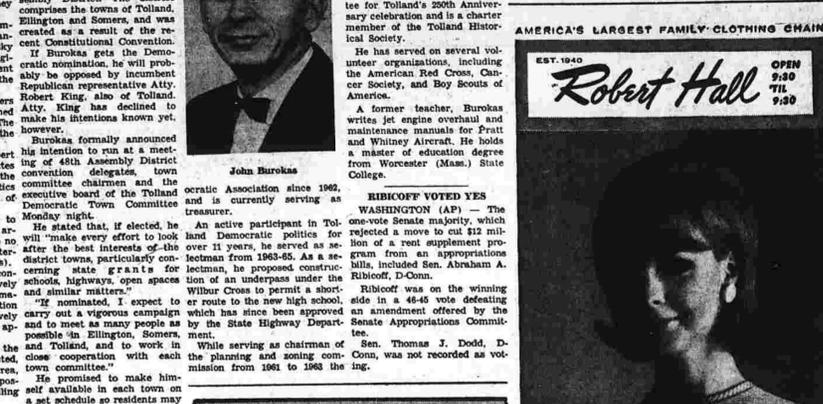 comprises the towns of Tolland,
Ellington and Somers, and was
created as a result of the re-
cent Constitutional Convention.
If Burokas gets the Demo-
cratic nomination, he will prob-
ably be opposed by incumbent
Republican representative Atty.
Robert King, also of Tolland.
Atty. King has declined to
make his intentions known yet,
however.
Burokas formally announced
his intention to run at a meet-
ing of 48th Assembly District
convention delegates, town
committee chairmen and the
executive board of the Tolland
Democratic Town Committee
Monday night.
He stated that, if elected, he
will "make every effort to look
after the best interests of the
district towns, particularly con-
cerning state grants for
schools, highways, open spaces
and similar matters."
"If nominated, I expect to
carry out a vigorous campaign
and to meet as many people as
possible in Ellington, Somers,
and Tolland, and to work in
close cooperation with each
town committee."
He promised to make him-
self available in each town on
a set schedule so residents may
John Burokas
ocratic Association since 1962,
and is currently serving as
treasurer.
An active participant in Tol-
land Democratic politics for
over 11 years, he served as se-
lectman from 1963-65. As a se-
lectman, he proposed construc-
tion of an underpass under the
Wilbur Cross to permit a short-
er route to the new high school,
which has since been approved
by the State Highway Depart-
ment.
While serving as chairman of
the planning and zoning com-
mission from 1961 to 1963 the
tee for Tolland's 250th Anniver-
sary celebration and is a charter
member of the Tolland Histor-
ical Society.
He has served on several vol-
unteer organizations, including
the American Red Cross, Can-
cer Society, and Boy Scouts of
America.
A former teacher, Burokas
writes jet engine overhaul and
maintenance manuals for Pratt
and Whitney Aircraft. He holds
a master of education degree
from Worcester (Mass.) State
College.
RIBICOFF VOTED YES
WASHINGTON (AP) — The
one-vote Senate majority, which
rejected a move to cut $12 mil-
lion of a rent supplement pro-
gram from an appropriations
bills, included Sen. Abraham A.
Ribicoff, D-Conn.
Ribicoff was on the winning
side in a 46-45 vote defeating
an amendment offered by the
Senate Appropriations Commit-
tee.
Sen. Thomas J. Dodd, D-
Conn, was not recorded as vot-
ing.
AMERICA'S LARGEST FAMILY CLOTHING CHAIN
EST. 1940
Robert Hall
OPEN
9:30
TIL
9:30